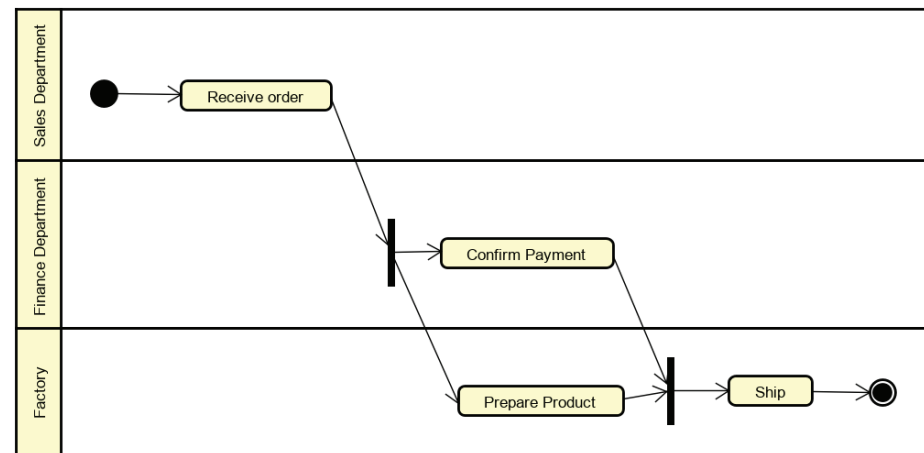 Sales Department
Receive order
Finance Department
Confirm Payment
Factory
Prepare Product
Ship